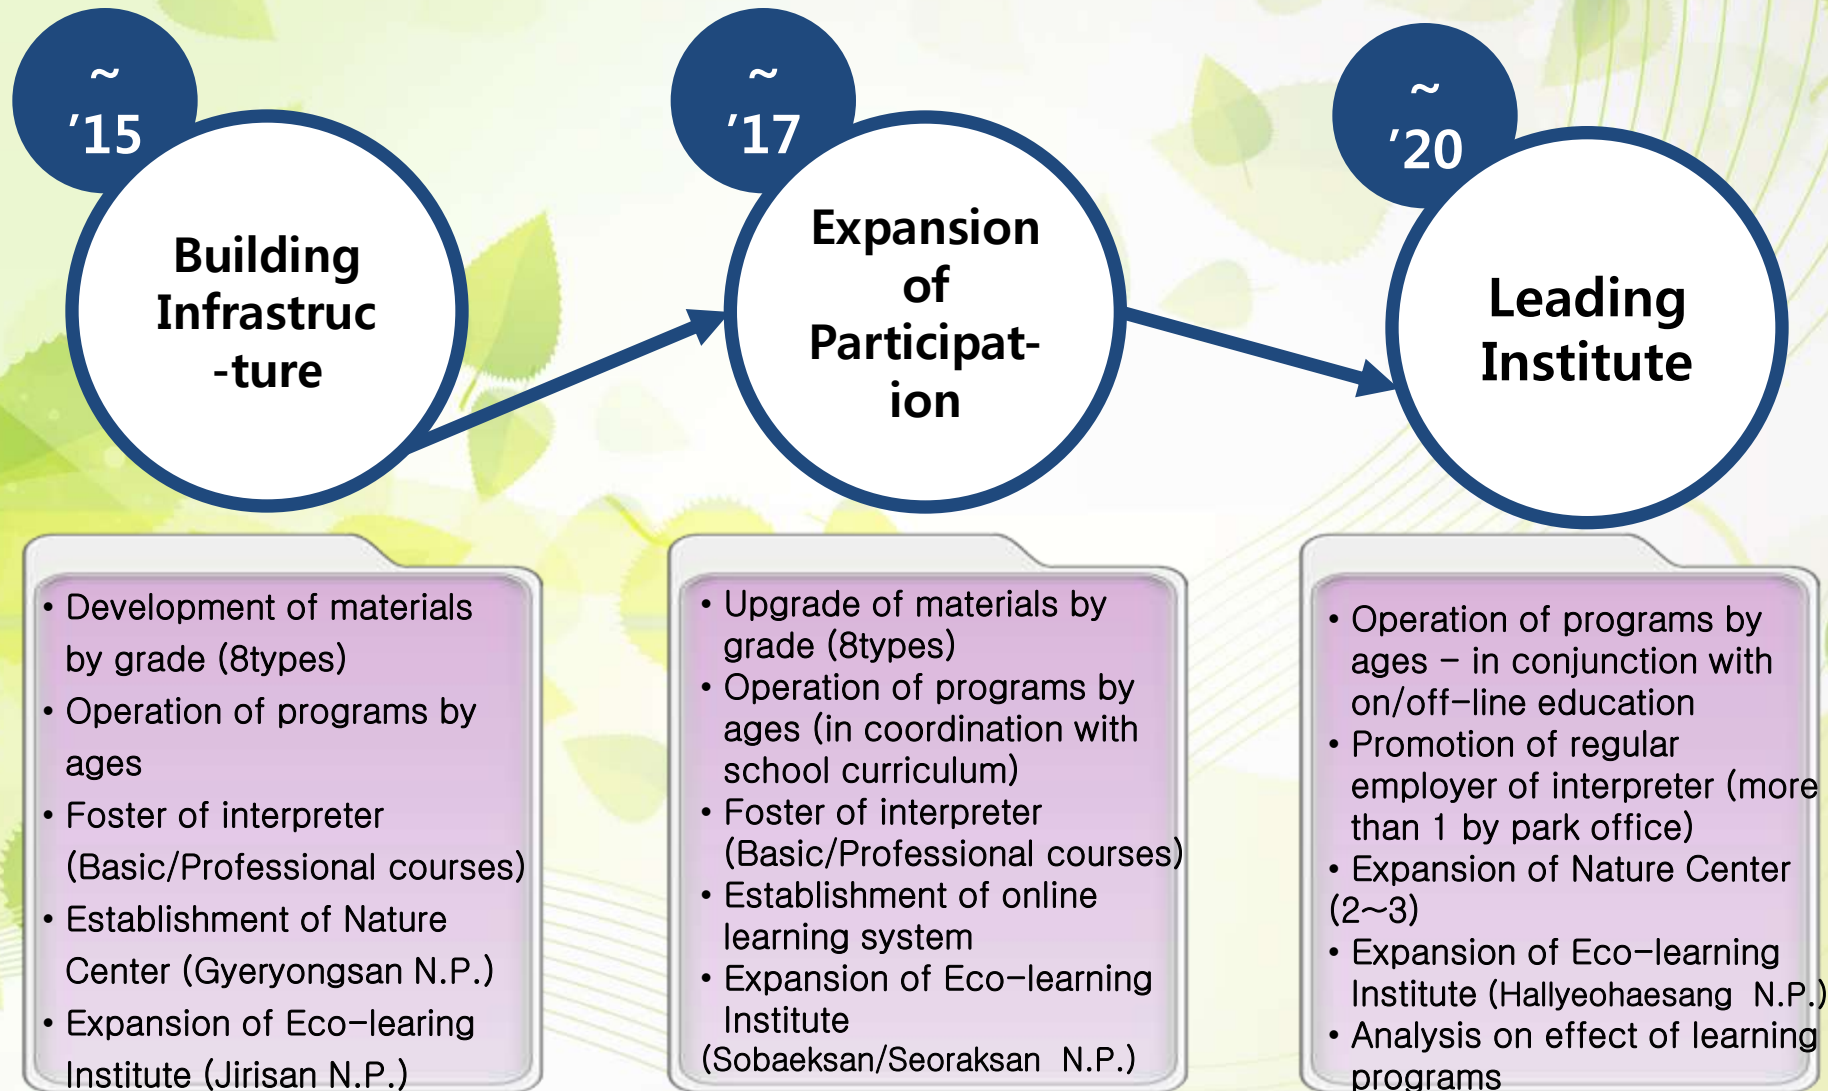 ~
’15
Building
Infrastruc
-ture
~
’17
Expansion
of
Participat-
ion
~
’20
Leading
Institute
• Development of materials
by grade (8types)
• Operation of programs by
ages
• Foster of interpreter
(Basic/Professional courses)
• Establishment of Nature
Center (Gyeryongsan N.P.)
• Expansion of Eco-learing
Institute (Jirisan N.P.)
• Upgrade of materials by
grade (8types)
• Operation of programs by
ages (in coordination with
school curriculum)
• Foster of interpreter
(Basic/Professional courses)
• Establishment of online
learning system
• Expansion of Eco-learning
Institute
(Sobaeksan/Seoraksan N.P.)
• Operation of programs by
ages - in conjunction with
on/off-line education
• Promotion of regular
employer of interpreter (more
than 1 by park office)
• Expansion of Nature Center
(2~3)
• Expansion of Eco-learning
Institute (Hallyeohaesang N.P.)
• Analysis on effect of learning
programs